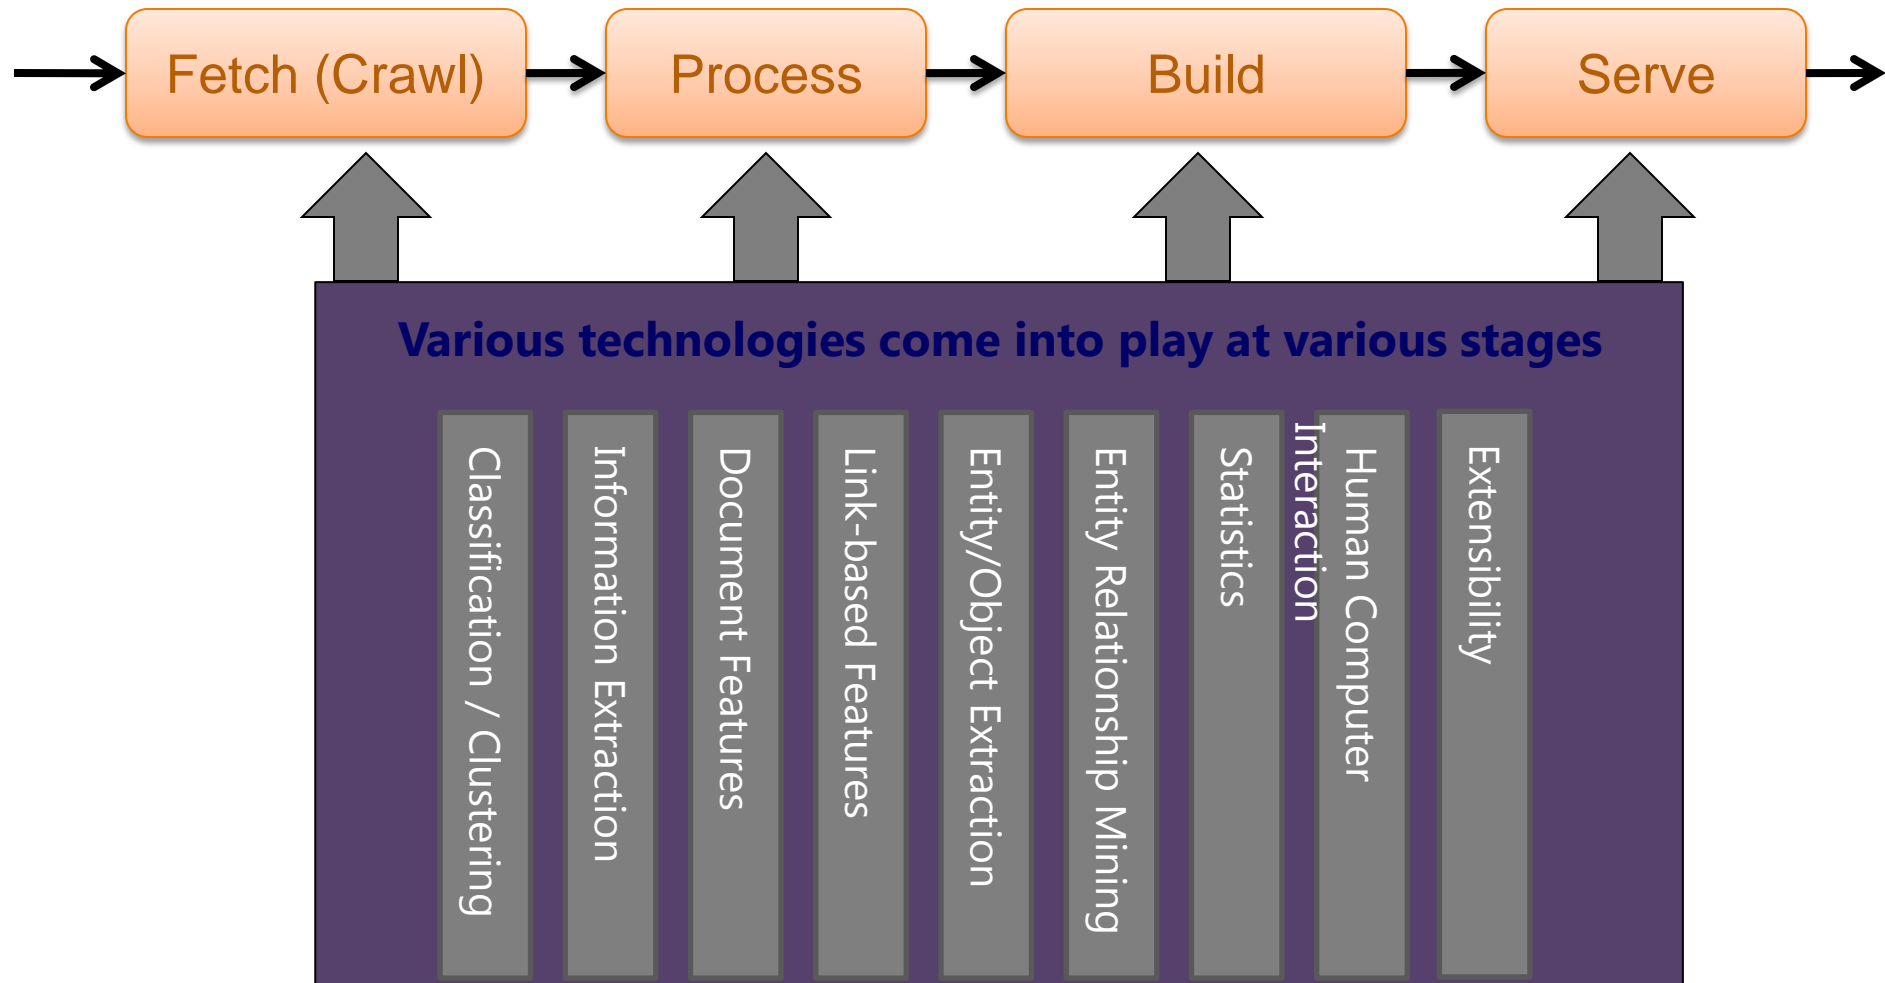 Fetch (Crawl)
Process
Build
Serve
Various technologies come into play at various stages
Classification / Clustering
Information Extraction
Document Features
Link-based Features
Entity/Object Extraction
Entity Relationship Mining
Statistics
Human Computer
Interaction
Extensibility